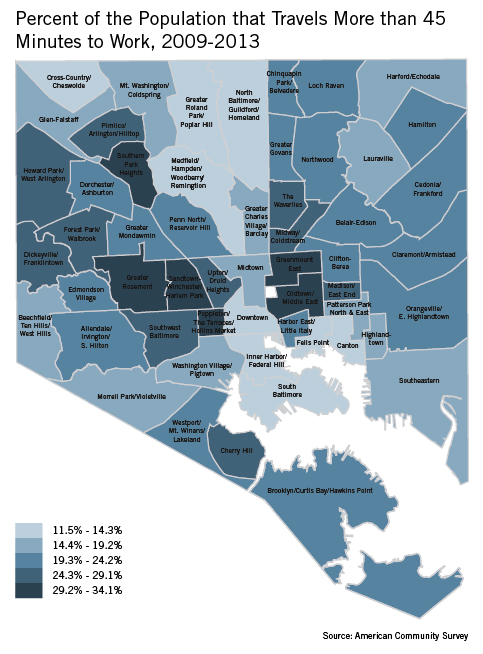 Percent of the Population that Travels More than 45
Minutes to Work, 2009-2013
Cross-Country/
Cheswolde
Mt. Washington/
Coldspring
Greater
Roland
Park/
Poplar Hill
North
Baltimore/
Guildford/
Homeland
Chinquapin
Park/
Belvedere
Loch Raven
Harford/Echodale
Glen-Falstaff
Pimlico/
Arlington/Hilltop
Hamilton
Howard Park/
West Arlington
Southern
Park
Heights
Medfield/
Hampden/
Woodberry/
Remington
Greater
Govans
Northwood
Lauraville
Dorchester/
Ashburton
Cedonia/
Frankford
The
Waverlies
Greater
Charles
Village/
Barclay
Penn North/
Reservoir Hill
Belair-Edison
Forest Park/
Walbrook
Greater
Mondawmin
Midway/
Coldstream
Dickeyville/
Franklintown
Greenmount
East
Clifton-
Berea
Claremont/Armistead
Midtown
Upton/
Druid
Heights
Greater
Rosemont
Sandtown-
Winchester/
Harlem Park
Edmondson
Village
Oldtown/
Middle East
Madison/
East End
Patterson Park
North & East
Orangeville/
E. Highlandtown
Beechfield/
Ten Hills/
West Hills
Allendale/
Irvington/
S. Hilton
Southwest
Baltimore
Poppleton/
The Terraces/
Hollins Market
Downtown
Harbor East/
Little Italy
Fells Point
Canton
Highland-
town
Inner Harbor/
Federal Hill
Washington Village/
Pigtown
Southeastern
South
Baltimore
Morrell Park/Violetville
Westport/
Mt. Winans/
Lakeland
Cherry Hill
Brooklyn/Curtis Bay/Hawkins Point
11.5% - 14.3%
14.4% - 19.2%
19.3% - 24.2%
24.3% - 29.1%
29.2% - 34.1%
Source: American Community Survey